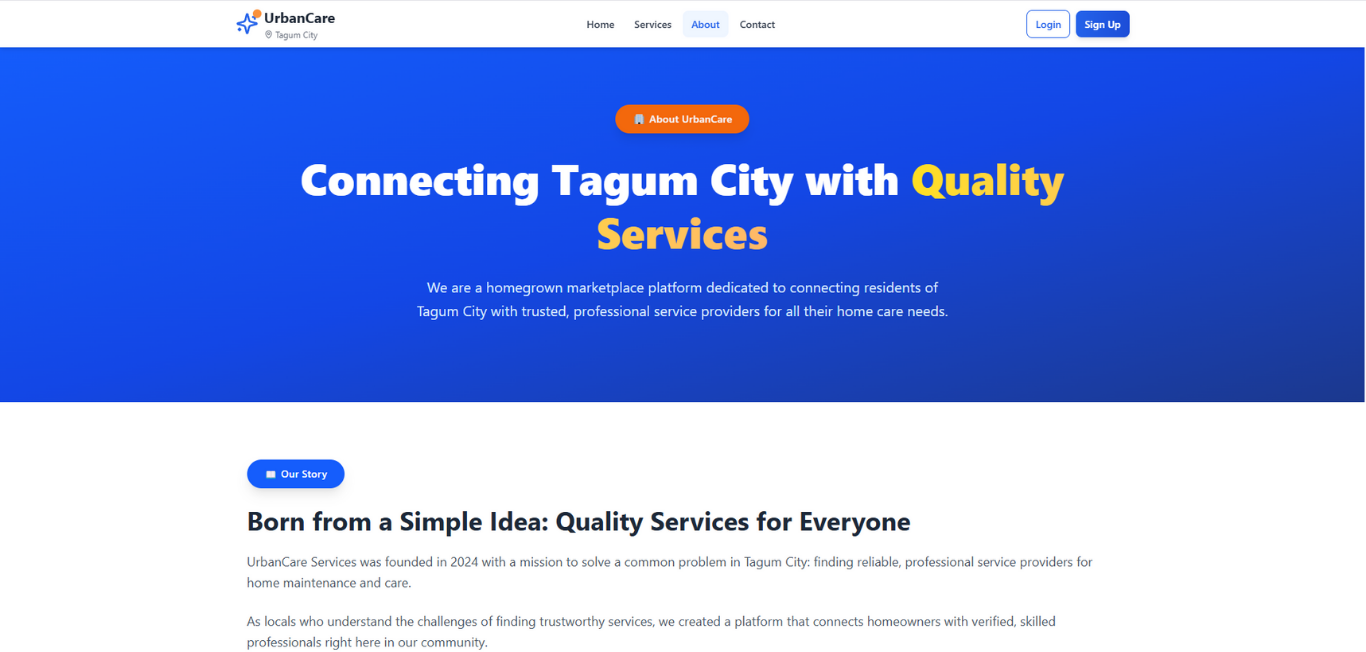 UrbanCare
Tagum City
Home Services About Contact
Login Sign Up
About UrbanCare
Connecting Tagum City with Quality
Services
We are a homegrown marketplace platform dedicated to connecting residents of
Tagum City with trusted, professional service providers for all their home care needs.
Our Story
Born from a Simple Idea: Quality Services for Everyone
UrbanCare Services was founded in 2024 with a mission to solve a common problem in Tagum City: finding reliable, professional service providers for
home maintenance and care.
As locals who understand the challenges of finding trustworthy services, we created a platform that connects homeowners with verified, skilled
professionals right here in our community.